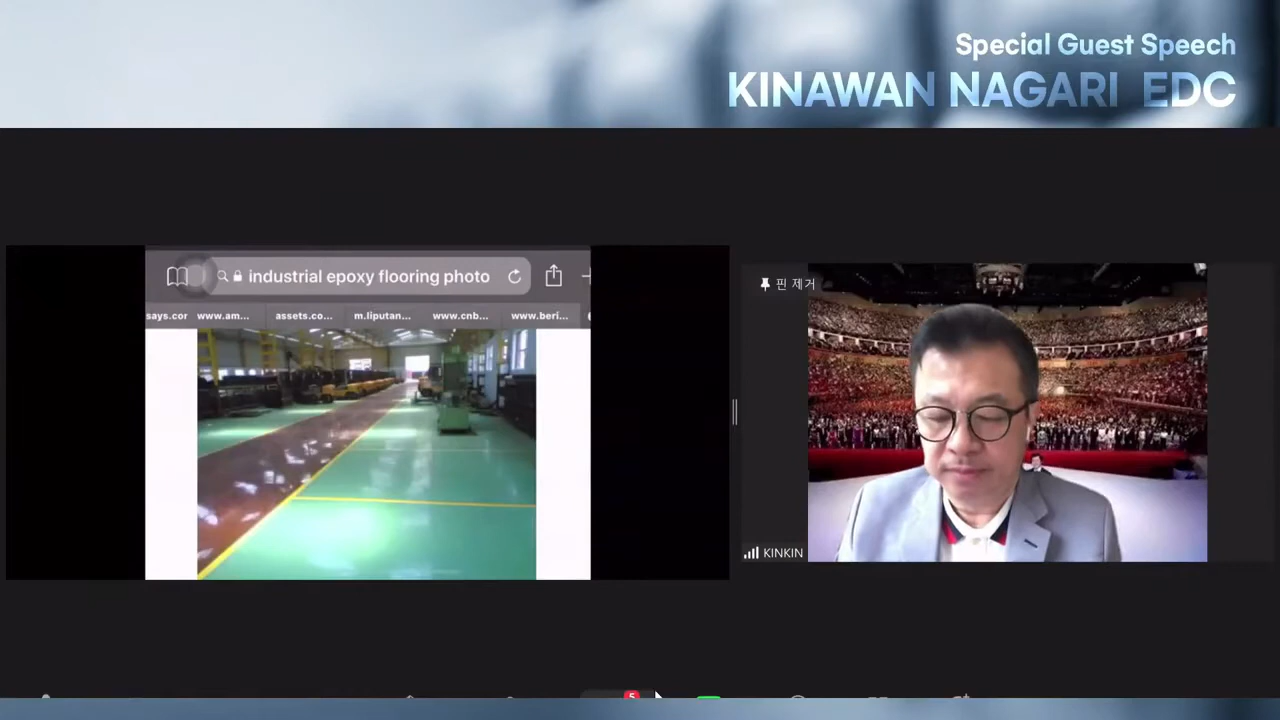 Special Guest Speech
KINAWAN NAGARI EDC
industrial epoxy flooring photo
says.cor www.am... assets.co... m.liputan... www.cnb... www.beri...
핀 제거
KINKIN
5